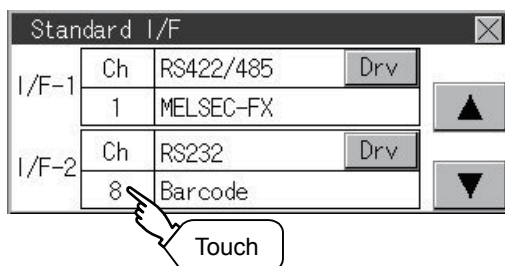 Standard I/F
I/F-1 Ch RS422/485 Drv
1 MELSEC-FX
I/F-2 Ch RS232 Drv
8 Barcode
Touch